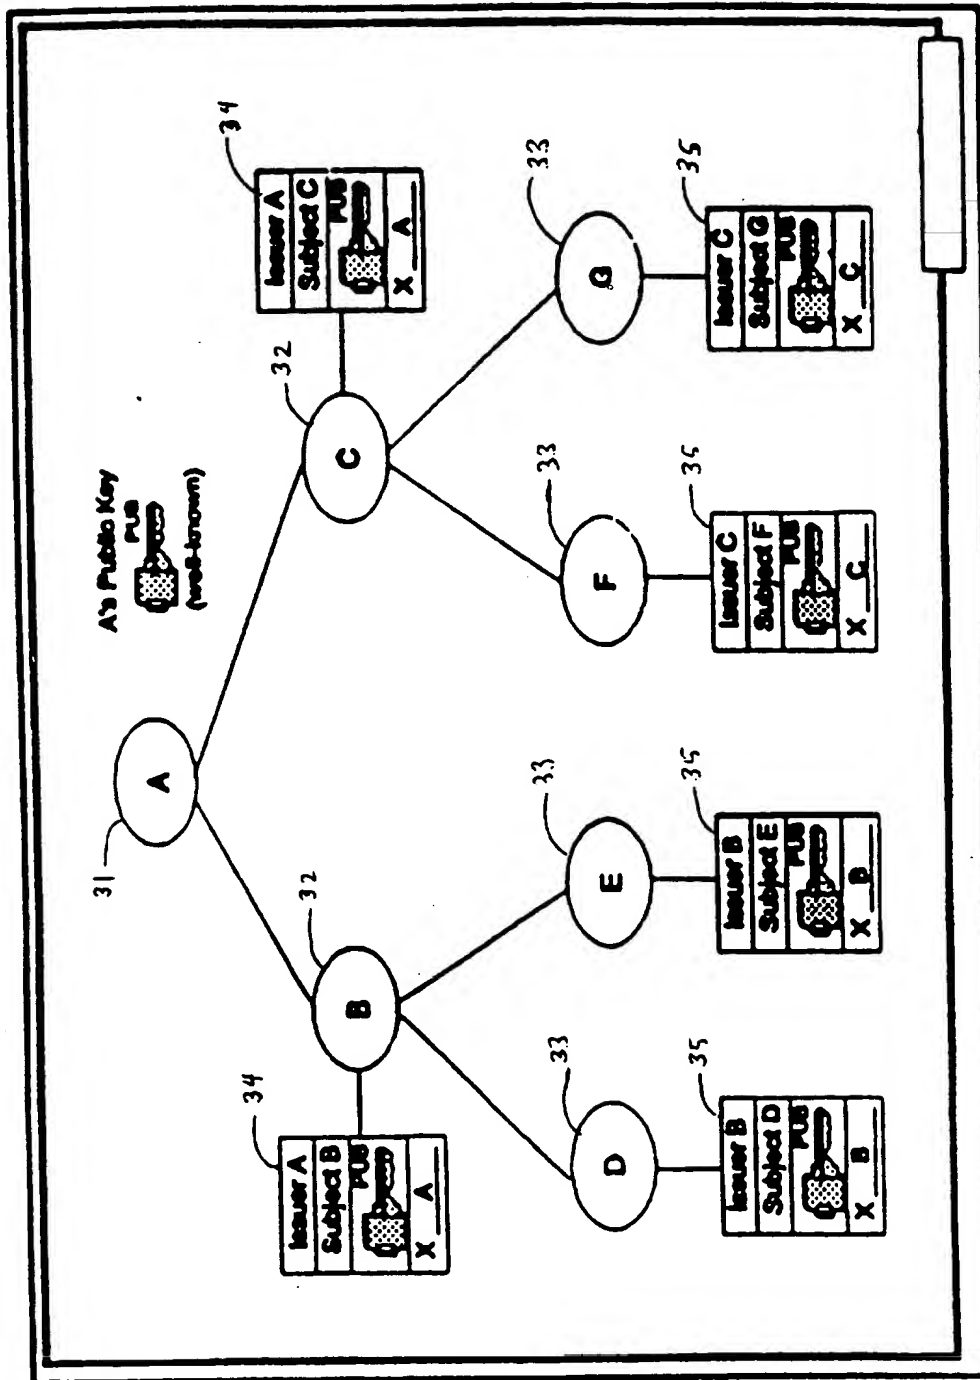 A's Public Key
PUB
(well-known)
31
A
32
B
32
C
34
Issuer A
Subject B
PUB
X A
34
Issuer A
Subject C
PUB
X A
33
D
33
E
33
F
33
G
35
Issuer B
Subject D
PUB
X B
35
Issuer B
Subject E
PUB
X B
35
Issuer C
Subject F
PUB
X C
35
Issuer C
Subject G
PUB
X C